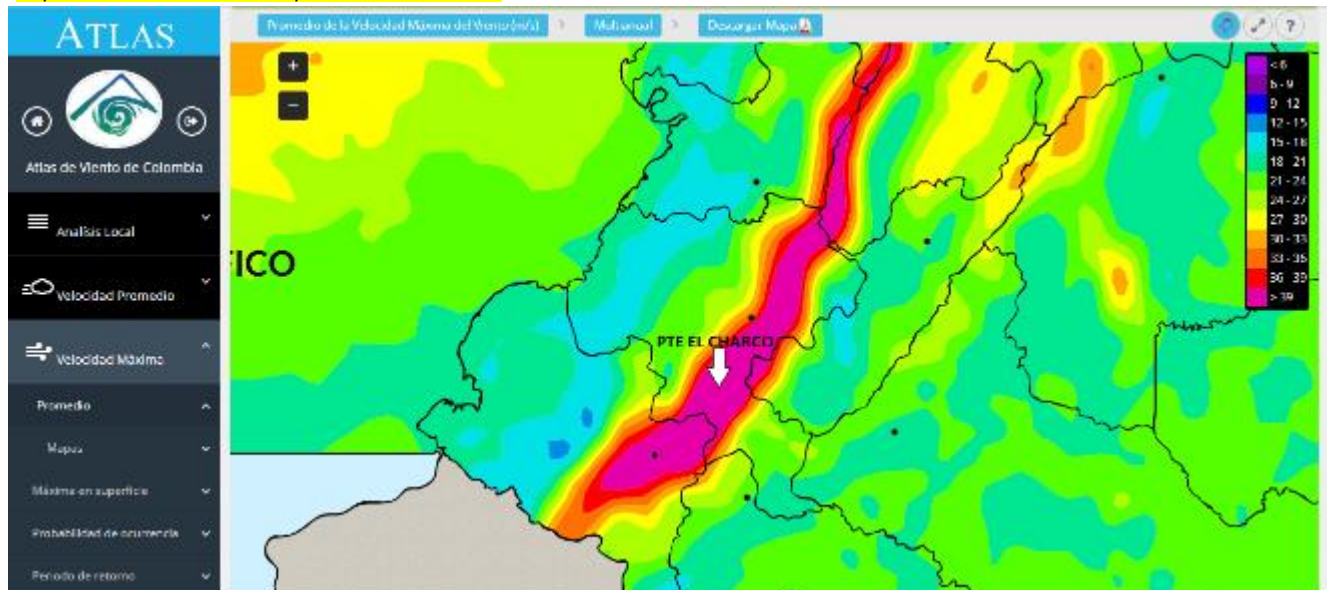 ATLAS
Promedio de la Velocidad Máxima del Viento (m/s)
Multianual
Descargar Mapa
?
+
−
Atlas de Viento de Colombia
Analísis Local
Velocidad Promedio
Velocidad Máxima
Promedio
Mapas
Máxima en superficie
Probabilidad de ocurrencia
Periodo de retorno
FICO
PTE EL CHARCO
< 6
6 - 9
9 - 12
12 - 15
15 - 18
18 - 21
21 - 24
24 - 27
27 - 30
30 - 33
33 - 36
36 - 39
> 39